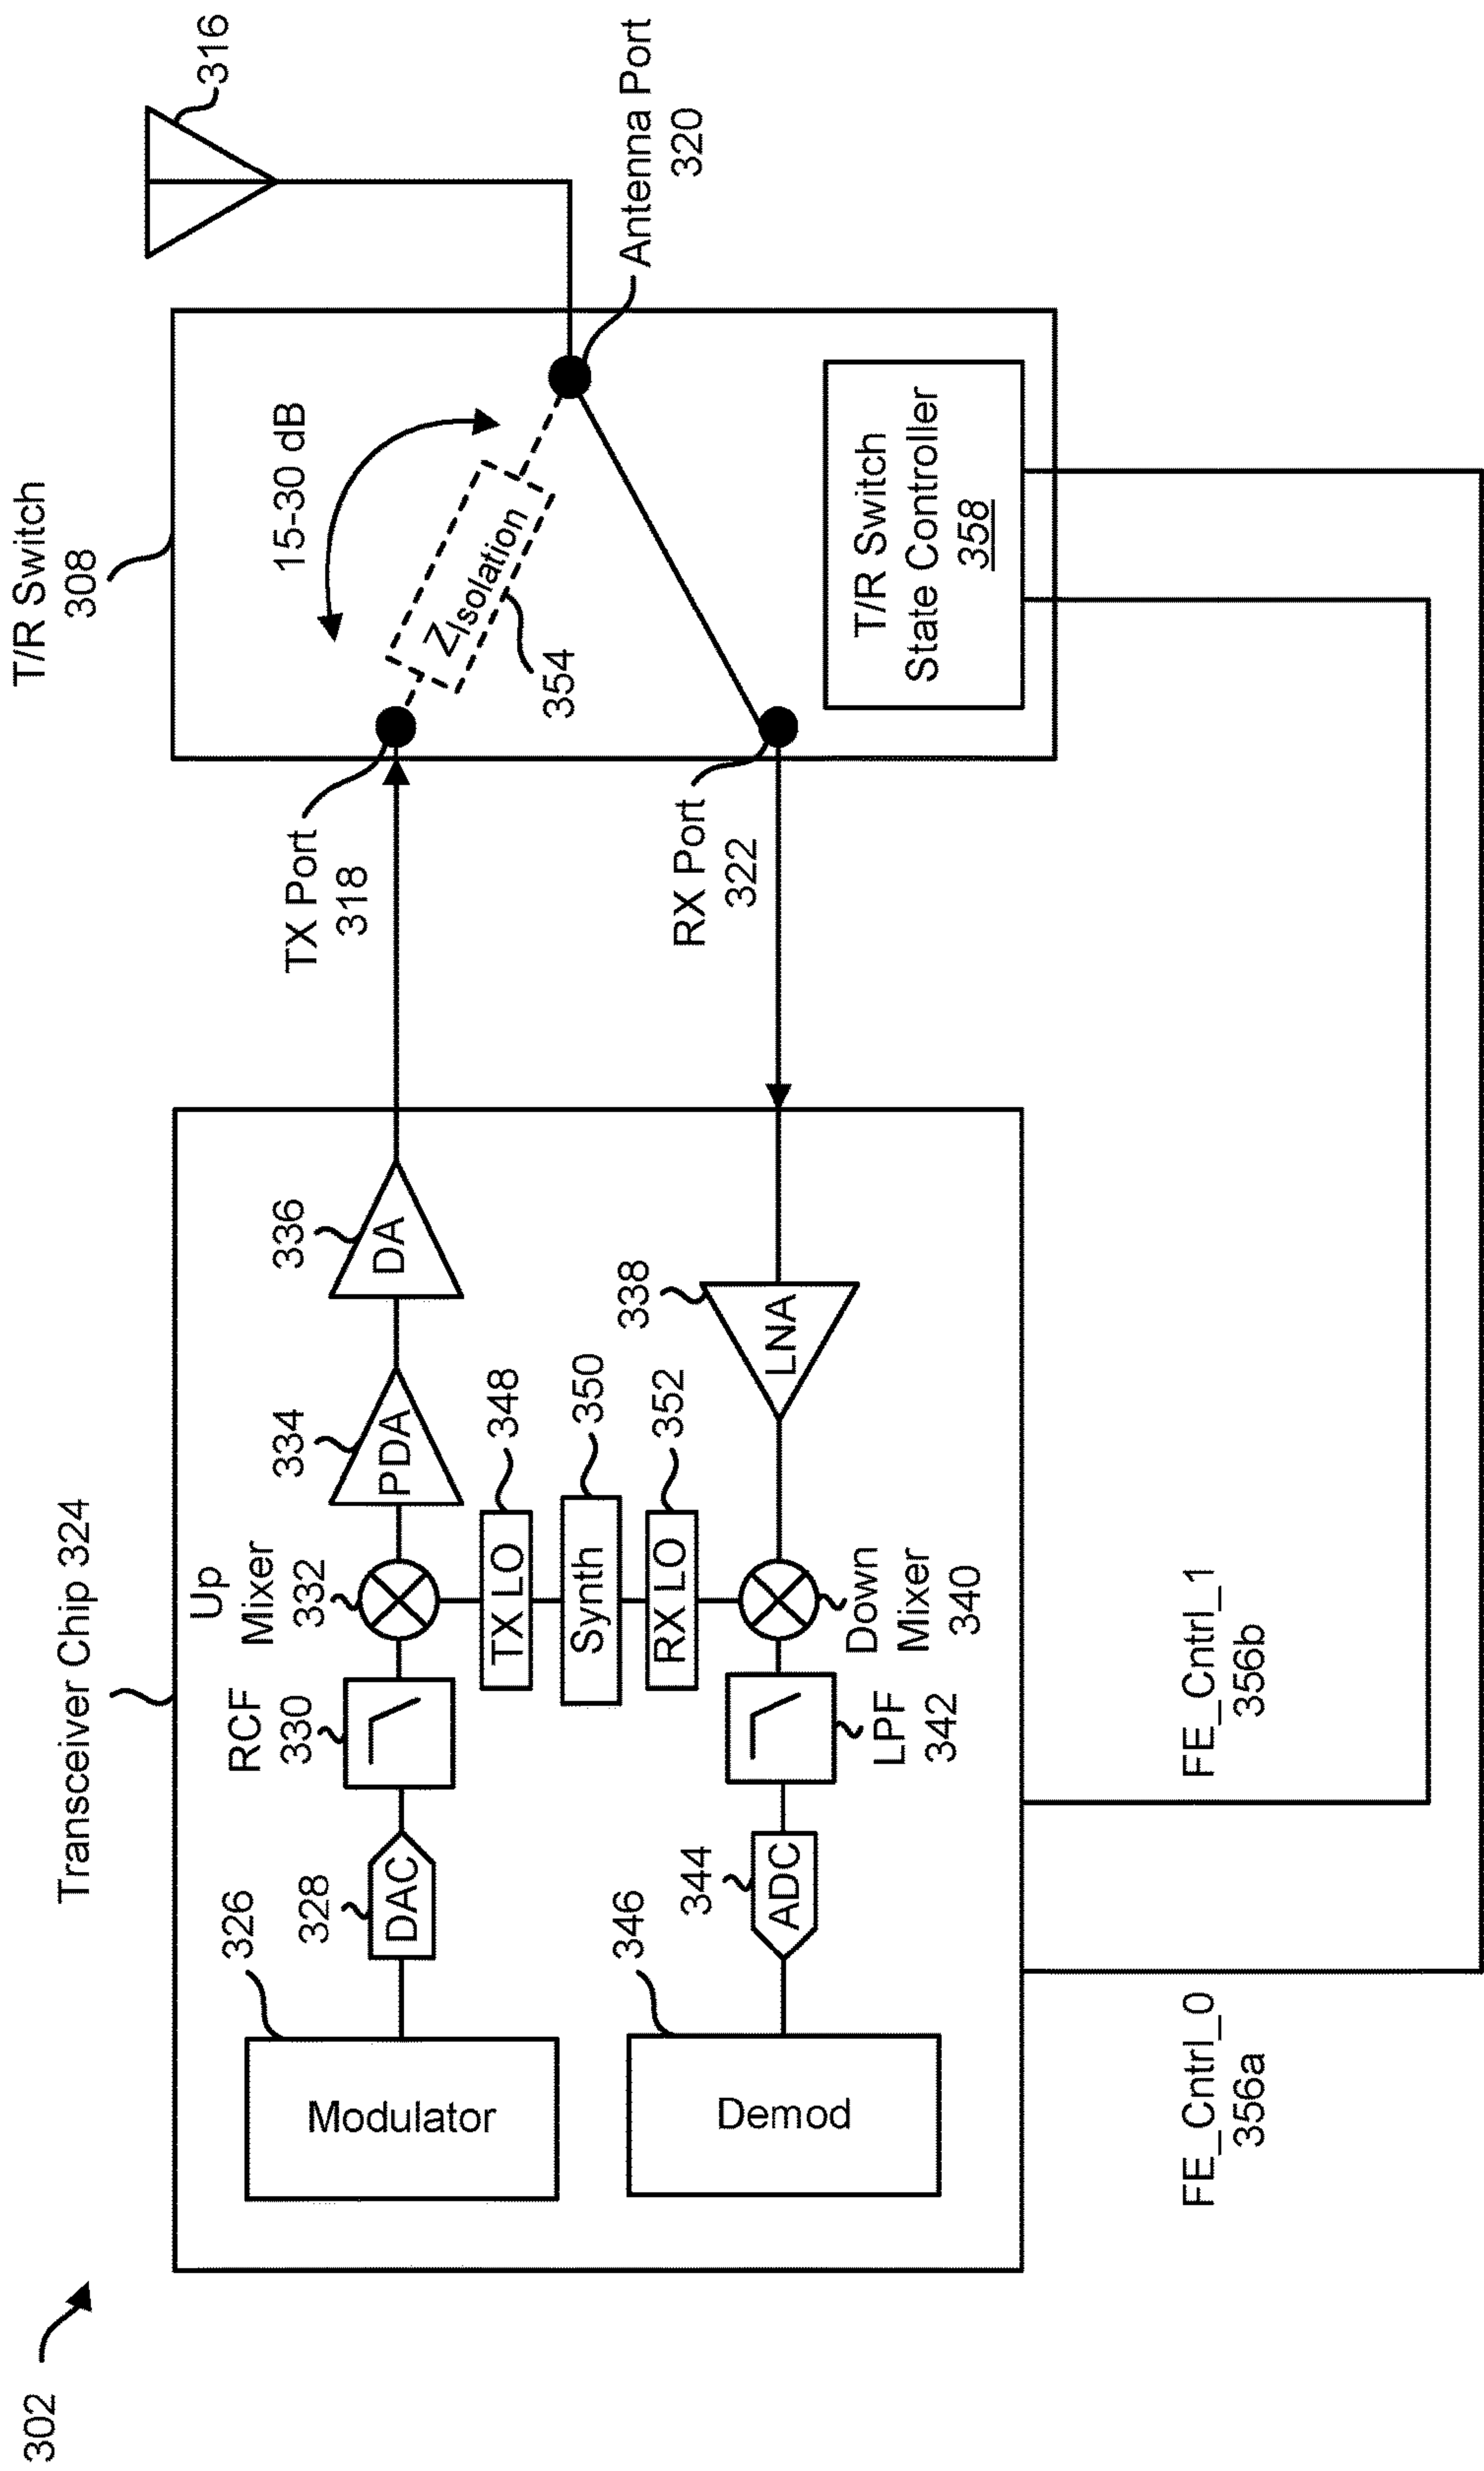 302
Transceiver Chip 324
326
Modulator
328
DAC
RCF
330
Up
Mixer
332
334
PDA
336
DA
TX LO
348
Synth
350
RX LO
352
346
Demod
344
ADC
LPF
342
Down
Mixer
340
338
LNA
TX Port
318
RX Port
322
T/R Switch
308
15-30 dB
ZIsolation
354
316
Antenna Port
320
T/R Switch
State Controller
358
FE_Cntrl_0
356a
FE_Cntrl_1
356b